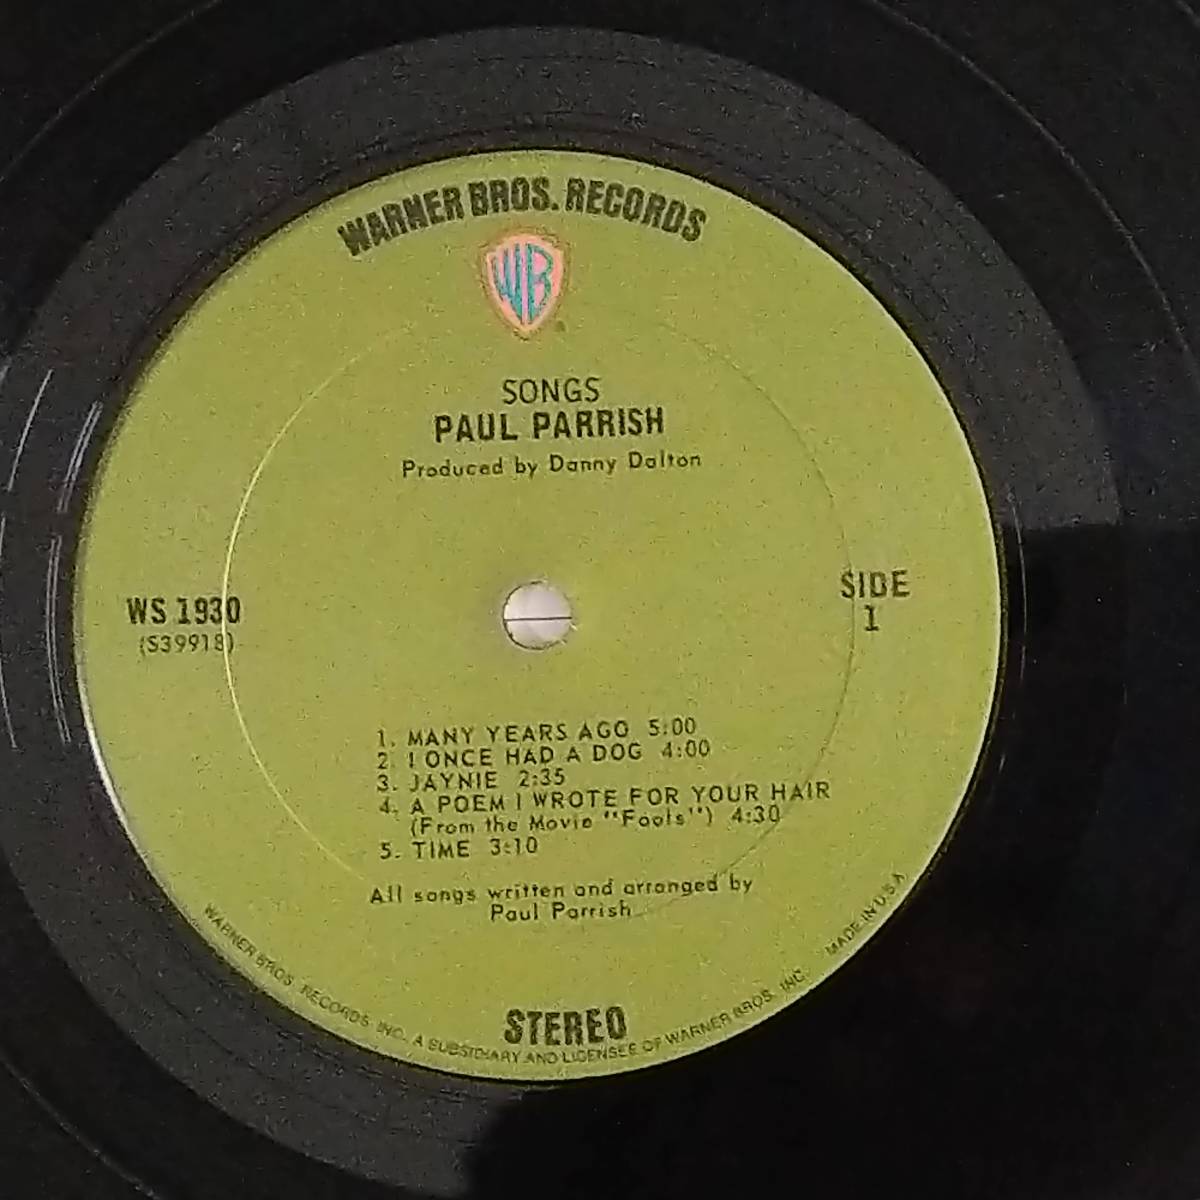 WARNER BROS. RECORDS
WB
SONGS
PAUL PARRISH
Produced by Danny Dalton
WS 1930
(S39918)
SIDE
1
1. MANY YEARS AGO 5:00
2. I ONCE HAD A DOG 4:00
3. JAYNIE 2:35
4. A POEM I WROTE FOR YOUR HAIR
(From the Movie "Fools") 4:30
5. TIME 3:10
All songs written and arranged by
Paul Parrish
STEREO
WARNER BROS. RECORDS INC., A SUBSIDIARY AND LICENSEE OF WARNER BROS. INC. MADE IN U.S.A.